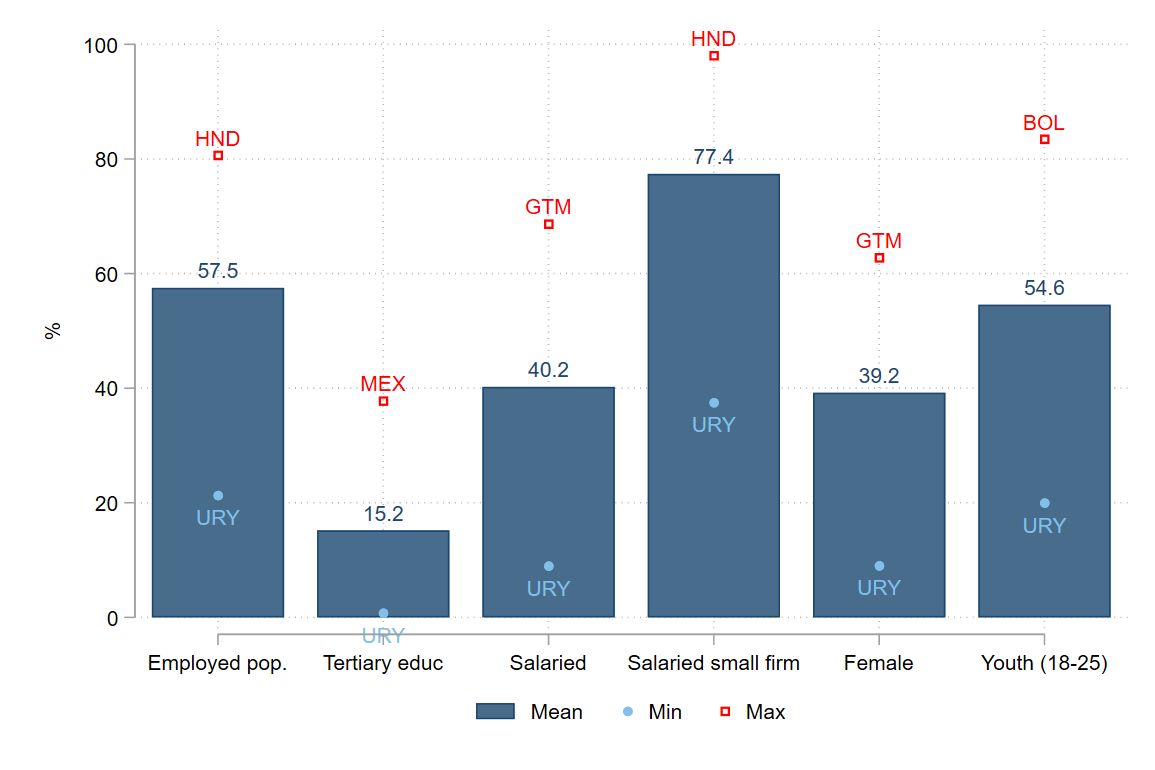 100
80
60
40
20
0
%
HND
57.5
URY
MEX
15.2
URY
GTM
40.2
URY
HND
77.4
URY
GTM
39.2
URY
BOL
54.6
URY
Employed pop. Tertiary educ Salaried Salaried small firm Female Youth (18-25)
Mean Min Max